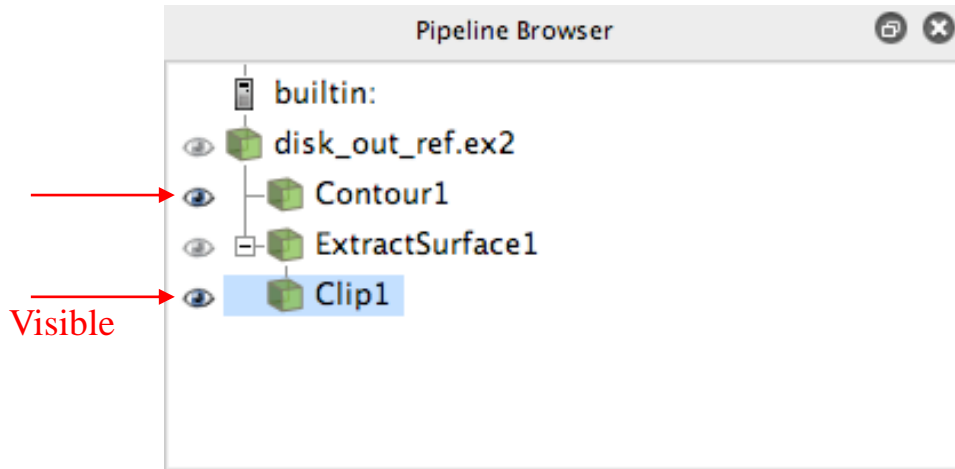 Pipeline Browser
builtin:
disk_out_ref.ex2
Contour1
ExtractSurface1
Clip1
Visible